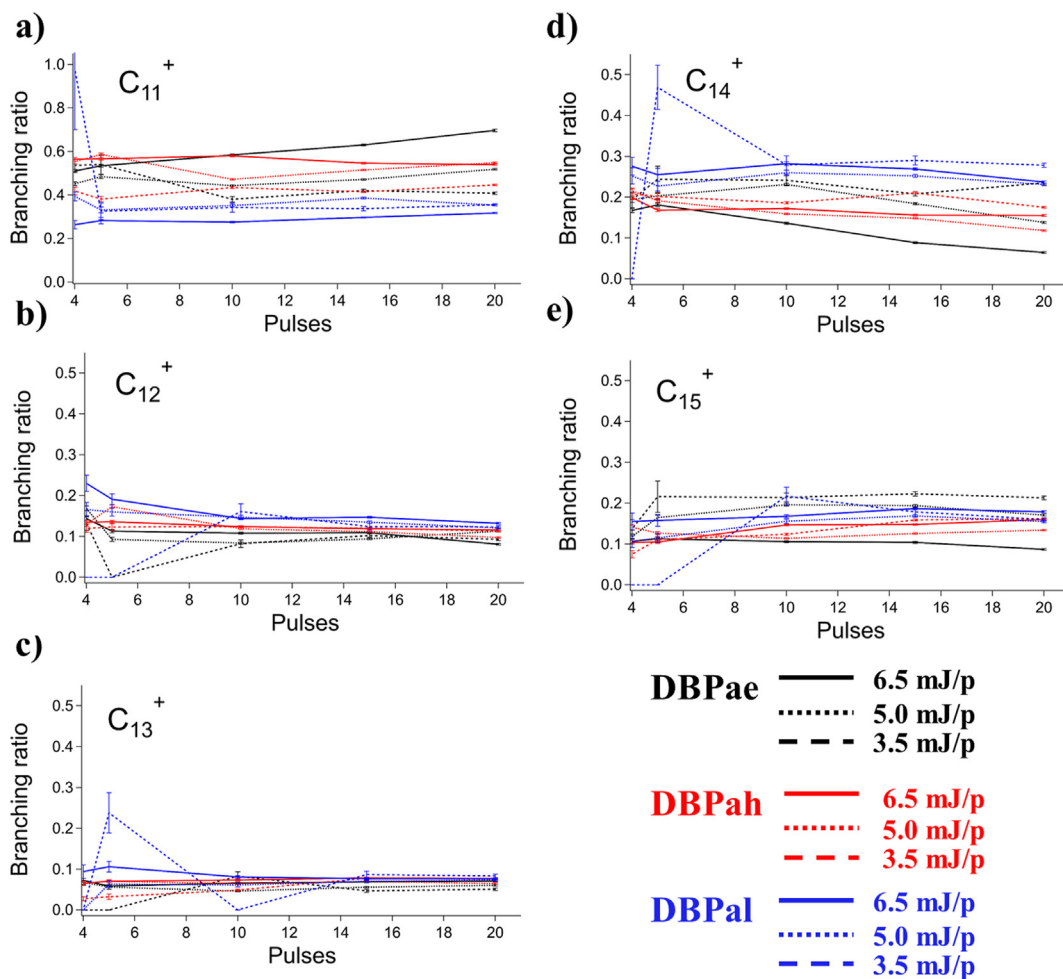 a)
C11+
Branching ratio
1.0
0.8
0.6
0.4
0.2
0.0
4 6 8 10 12 14 16 18 20
Pulses
b)
C12+
Branching ratio
0.5
0.4
0.3
0.2
0.1
0.0
4 6 8 10 12 14 16 18 20
Pulses
c)
C13+
Branching ratio
0.5
0.4
0.3
0.2
0.1
0.0
4 6 8 10 12 14 16 18 20
Pulses
d)
C14+
Branching ratio
0.5
0.4
0.3
0.2
0.1
0.0
4 6 8 10 12 14 16 18 20
Pulses
e)
C15+
Branching ratio
0.5
0.4
0.3
0.2
0.1
0.0
4 6 8 10 12 14 16 18 20
Pulses
DBPae 6.5 mJ/p
5.0 mJ/p
3.5 mJ/p
DBPah 6.5 mJ/p
5.0 mJ/p
3.5 mJ/p
DBPal 6.5 mJ/p
5.0 mJ/p
3.5 mJ/p